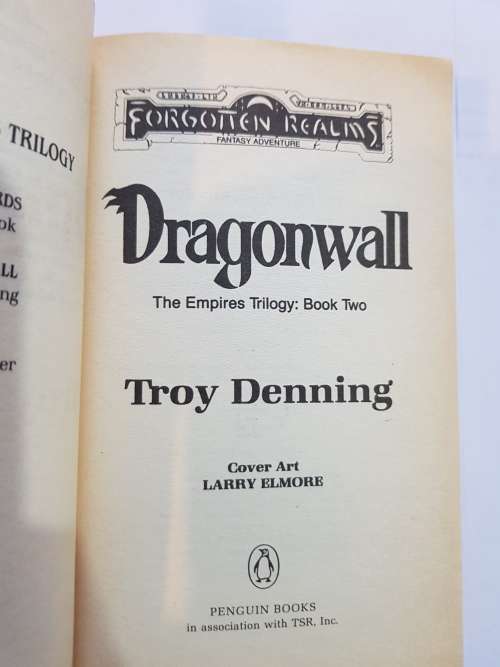 TRILOGY
RDS
ok
LL
ng
er
FORGOTTEN REALMS
FANTASY ADVENTURE
Dragonwall
The Empires Trilogy: Book Two
Troy Denning
Cover Art
LARRY ELMORE
PENGUIN BOOKS
in association with TSR, Inc.